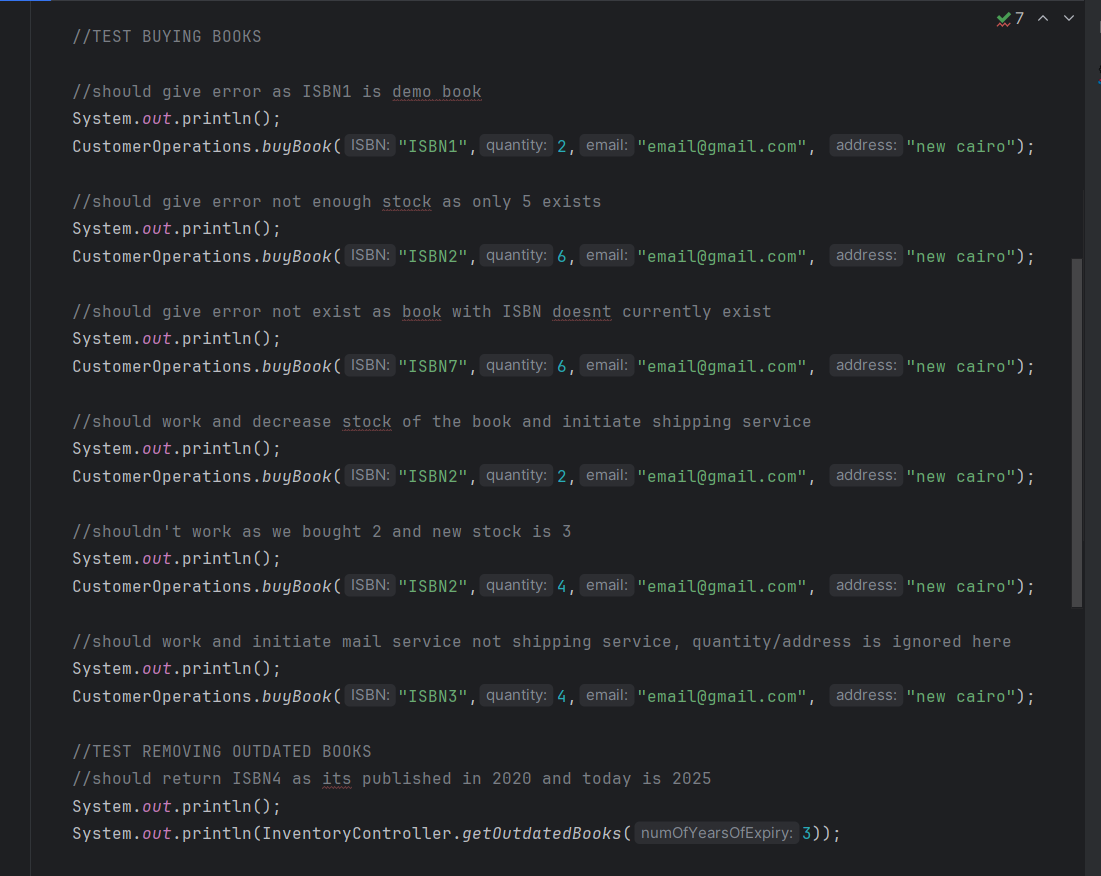 7
//TEST BUYING BOOKS
//should give error as ISBN1 is demo book
System.out.println();
CustomerOperations.buyBook( ISBN: "ISBN1", quantity: 2, email: "email@gmail.com", address: "new cairo");
//should give error not enough stock as only 5 exists
System.out.println();
CustomerOperations.buyBook( ISBN: "ISBN2", quantity: 6, email: "email@gmail.com", address: "new cairo");
//should give error not exist as book with ISBN doesnt currently exist
System.out.println();
CustomerOperations.buyBook( ISBN: "ISBN7", quantity: 6, email: "email@gmail.com", address: "new cairo");
//should work and decrease stock of the book and initiate shipping service
System.out.println();
CustomerOperations.buyBook( ISBN: "ISBN2", quantity: 2, email: "email@gmail.com", address: "new cairo");
//shouldn't work as we bought 2 and new stock is 3
System.out.println();
CustomerOperations.buyBook( ISBN: "ISBN2", quantity: 4, email: "email@gmail.com", address: "new cairo");
//should work and initiate mail service not shipping service, quantity/address is ignored here
System.out.println();
CustomerOperations.buyBook( ISBN: "ISBN3", quantity: 4, email: "email@gmail.com", address: "new cairo");
//TEST REMOVING OUTDATED BOOKS
//should return ISBN4 as its published in 2020 and today is 2025
System.out.println();
System.out.println(InventoryController.getOutdatedBooks( numOfYearsOfExpiry: 3));